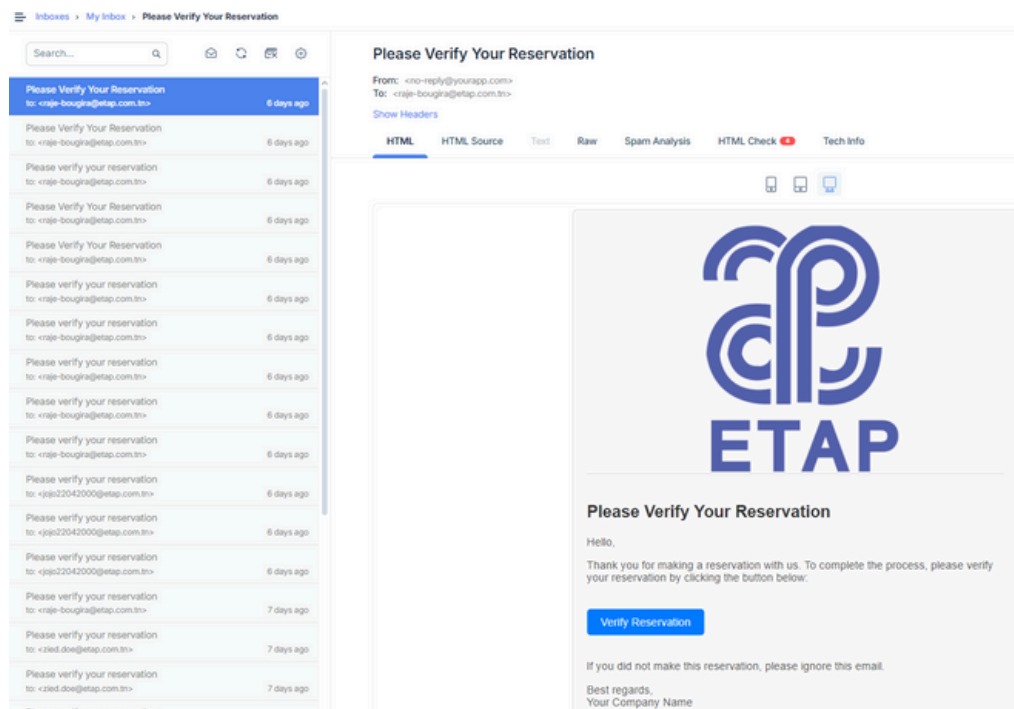 Inboxes › My Inbox › Please Verify Your Reservation
Search...
Please Verify Your Reservation
to: <raje-bougira@etap.com.tn> 6 days ago
Please Verify Your Reservation
to: <raje-bougira@etap.com.tn> 6 days ago
Please verify your reservation
to: <raje-bougira@etap.com.tn> 6 days ago
Please Verify Your Reservation
to: <raje-bougira@etap.com.tn> 6 days ago
Please Verify Your Reservation
to: <raje-bougira@etap.com.tn> 6 days ago
Please verify your reservation
to: <raje-bougira@etap.com.tn> 6 days ago
Please verify your reservation
to: <raje-bougira@etap.com.tn> 6 days ago
Please verify your reservation
to: <raje-bougira@etap.com.tn> 6 days ago
Please verify your reservation
to: <raje-bougira@etap.com.tn> 6 days ago
Please verify your reservation
to: <raje-bougira@etap.com.tn> 6 days ago
Please verify your reservation
to: <jojo22042000@etap.com.tn> 6 days ago
Please verify your reservation
to: <jojo22042000@etap.com.tn> 6 days ago
Please verify your reservation
to: <jojo22042000@etap.com.tn> 6 days ago
Please verify your reservation
to: <raje-bougira@etap.com.tn> 7 days ago
Please verify your reservation
to: <zied.doe@etap.com.tn> 7 days ago
Please verify your reservation
to: <zied.doe@etap.com.tn> 7 days ago
Please Verify Your Reservation
From: <no-reply@yourapp.com>
To: <raje-bougira@etap.com.tn>
Show Headers
HTML HTML Source Text Raw Spam Analysis HTML Check 4 Tech Info
ETAP
Please Verify Your Reservation
Hello,
Thank you for making a reservation with us. To complete the process, please verify
your reservation by clicking the button below:
Verify Reservation
If you did not make this reservation, please ignore this email.
Best regards,
Your Company Name